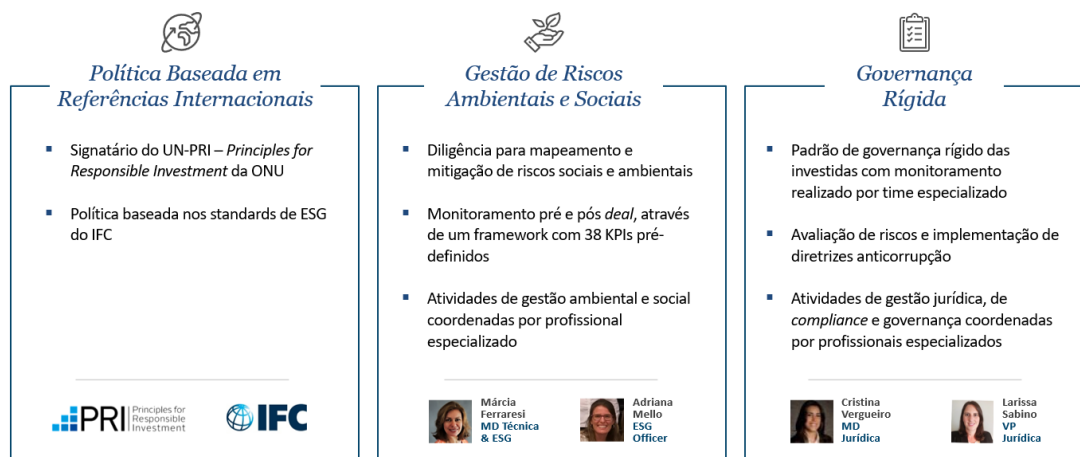 Política Baseada em
Referências Internacionais
▪ Signatário do UN-PRI – Principles for
Responsible Investment da ONU
▪ Política baseada nos standards de ESG
do IFC
PRI Principles for
Responsible
Investment
IFC
Gestão de Riscos
Ambientais e Sociais
▪ Diligência para mapeamento e
mitigação de riscos sociais e ambientais
▪ Monitoramento pré e pós deal, através
de um framework com 38 KPIs pré-
definidos
▪ Atividades de gestão ambiental e social
coordenadas por profissional
especializado
Márcia
Ferraresi
MD Técnica
& ESG
Adriana
Mello
ESG
Officer
Governança
Rígida
▪ Padrão de governança rígido das
investidas com monitoramento
realizado por time especializado
▪ Avaliação de riscos e implementação de
diretrizes anticorrupção
▪ Atividades de gestão jurídica, de
compliance e governança coordenadas
por profissionais especializados
Cristina
Vergueiro
MD
Jurídica
Larissa
Sabino
VP
Jurídica